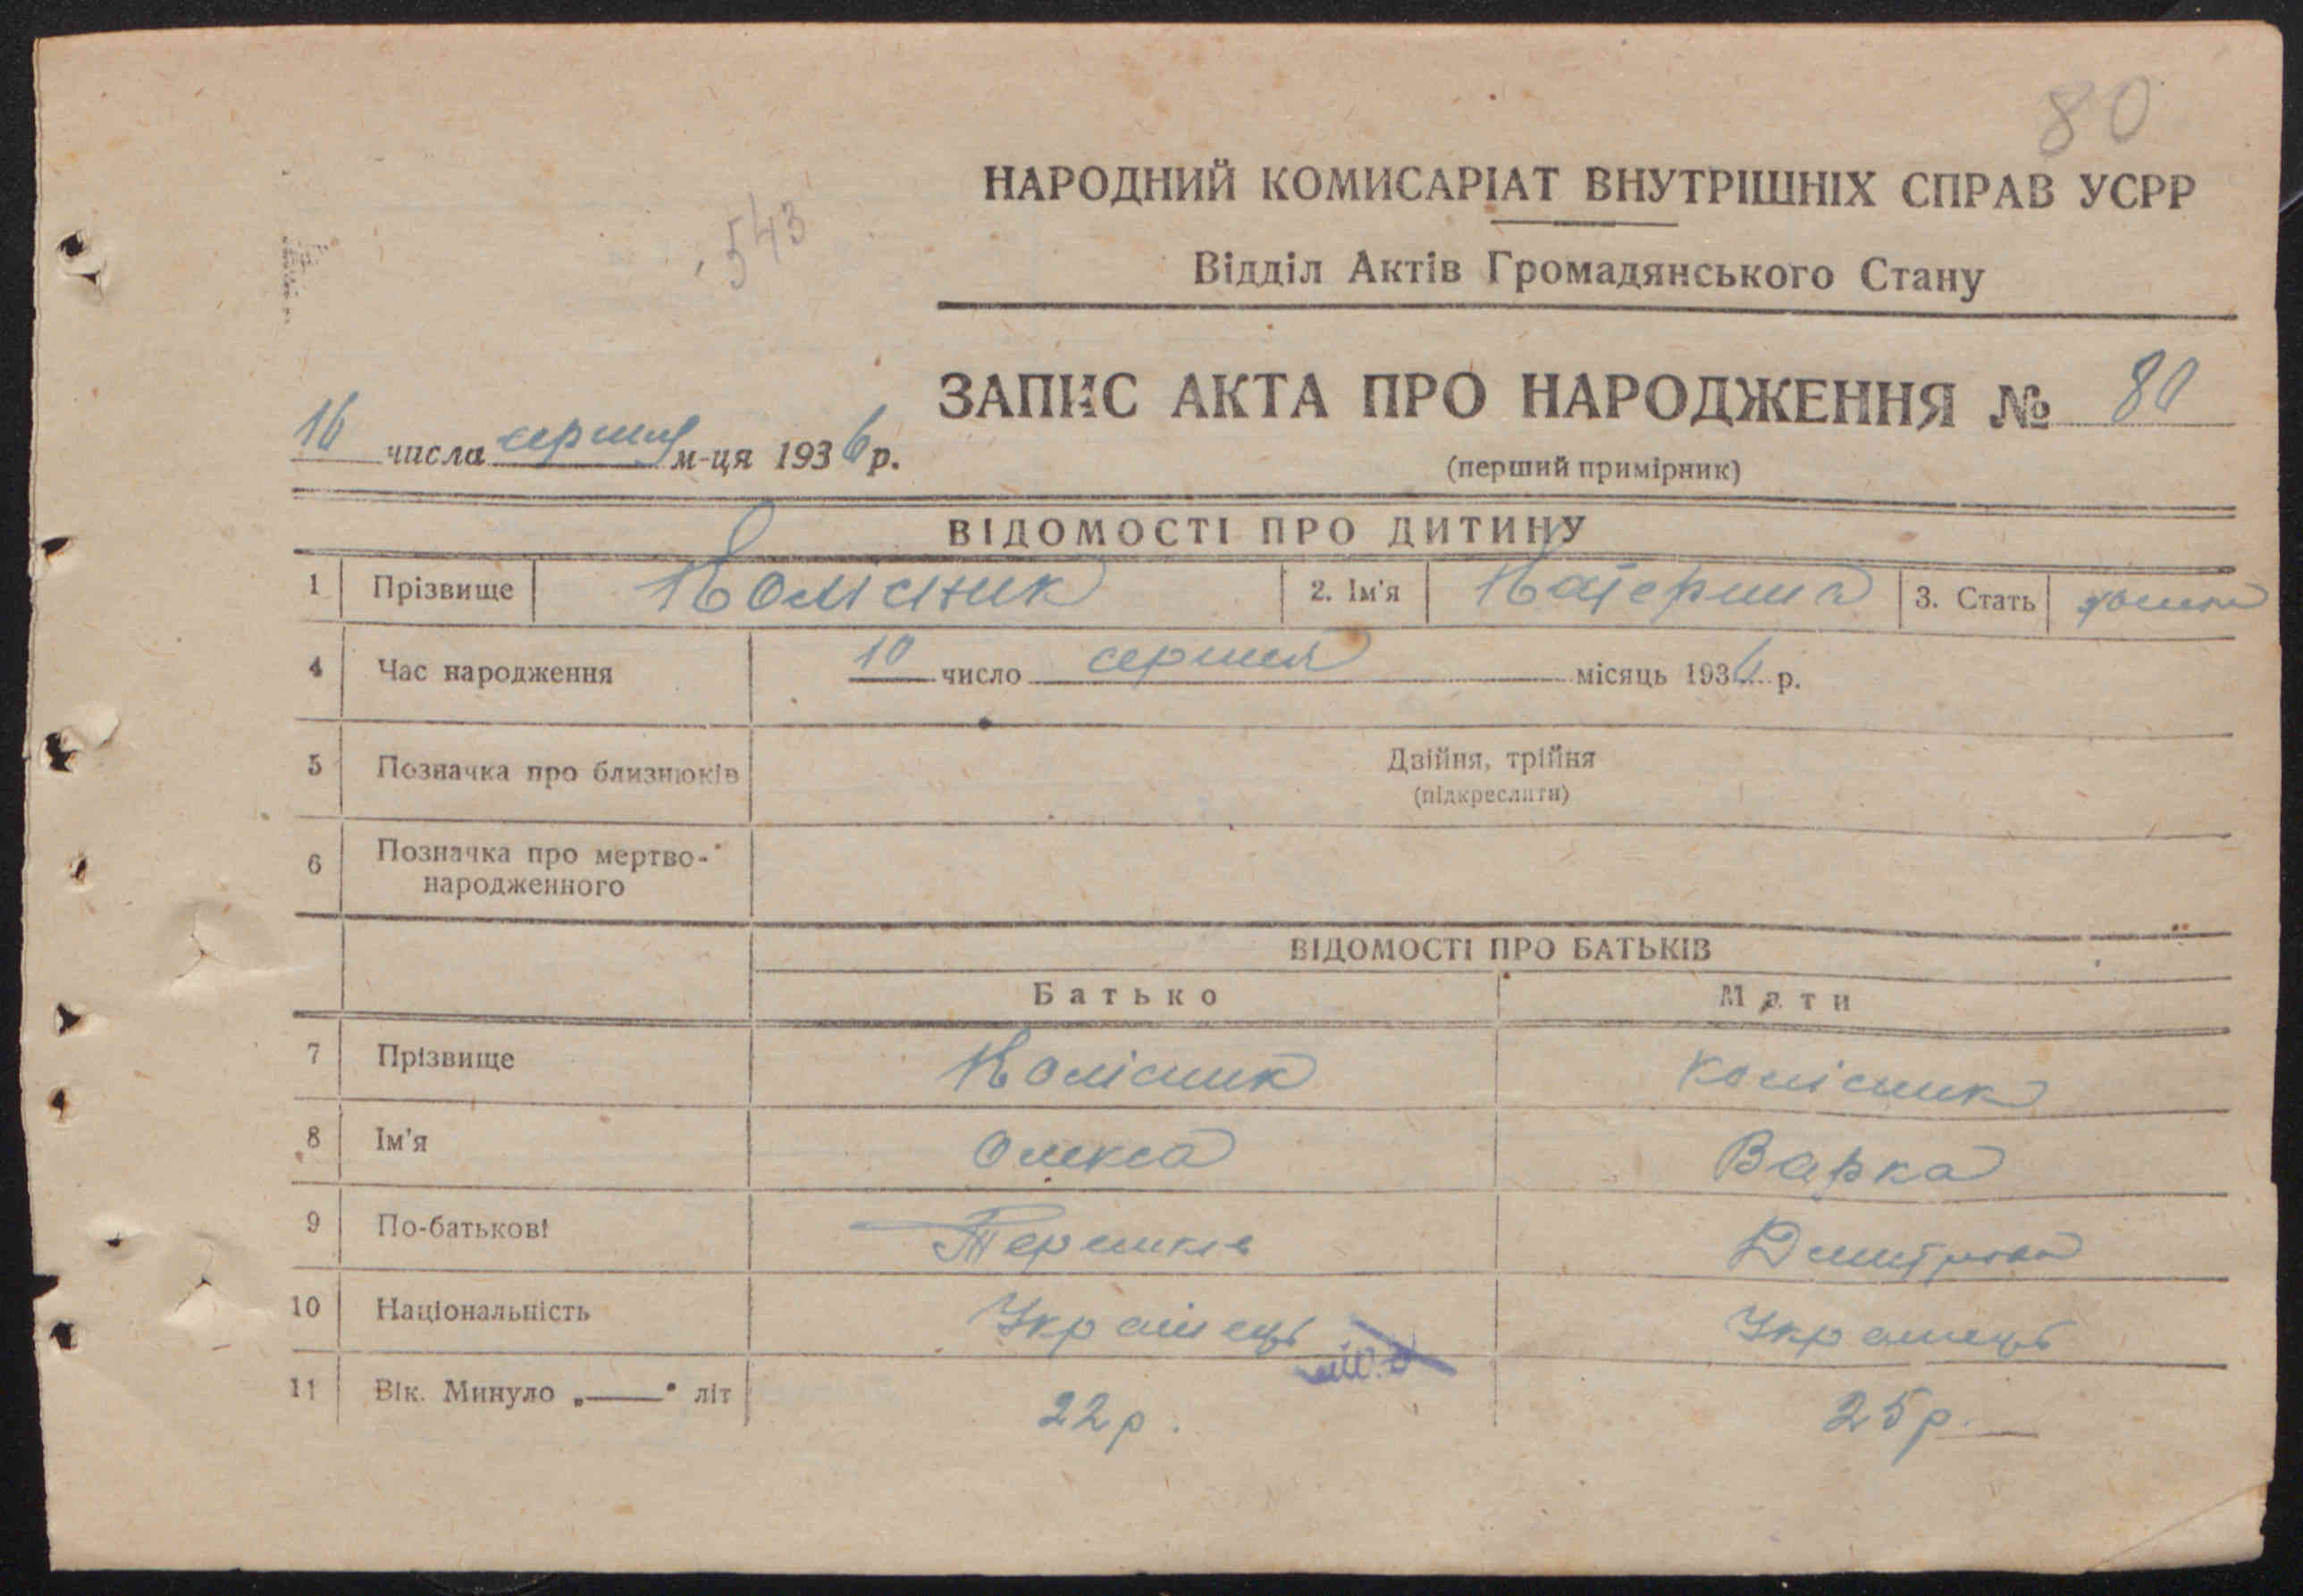 80
543
НАРОДНИЙ КОМИСАРІАТ ВНУТРІШНІХ СПРАВ УСРР
Відділ Актів Громадянського Стану
ЗАПИС АКТА ПРО НАРОДЖЕННЯ № 80
16 числа серпня м-ця 1936 р.
(перший примірник)
ВІДОМОСТІ ПРО ДИТИНУ
1 Прізвище Колісник 2. Ім'я Катерина 3. Стать
4 Час народження 10 число серпня місяць 1936 р.
5 Позначка про близнюків Двійня, трійня
(підкреслити)
6 Позначка про мертво-
народженного
ВІДОМОСТІ ПРО БАТЬКІВ
Батько Мати
7 Прізвище Колісник Колісник
8 Ім'я Олекса Варка
9 По-батькові
10 Національність Українець Українець
11 Вік. Минуло „—" літ 22 р. 25 р.